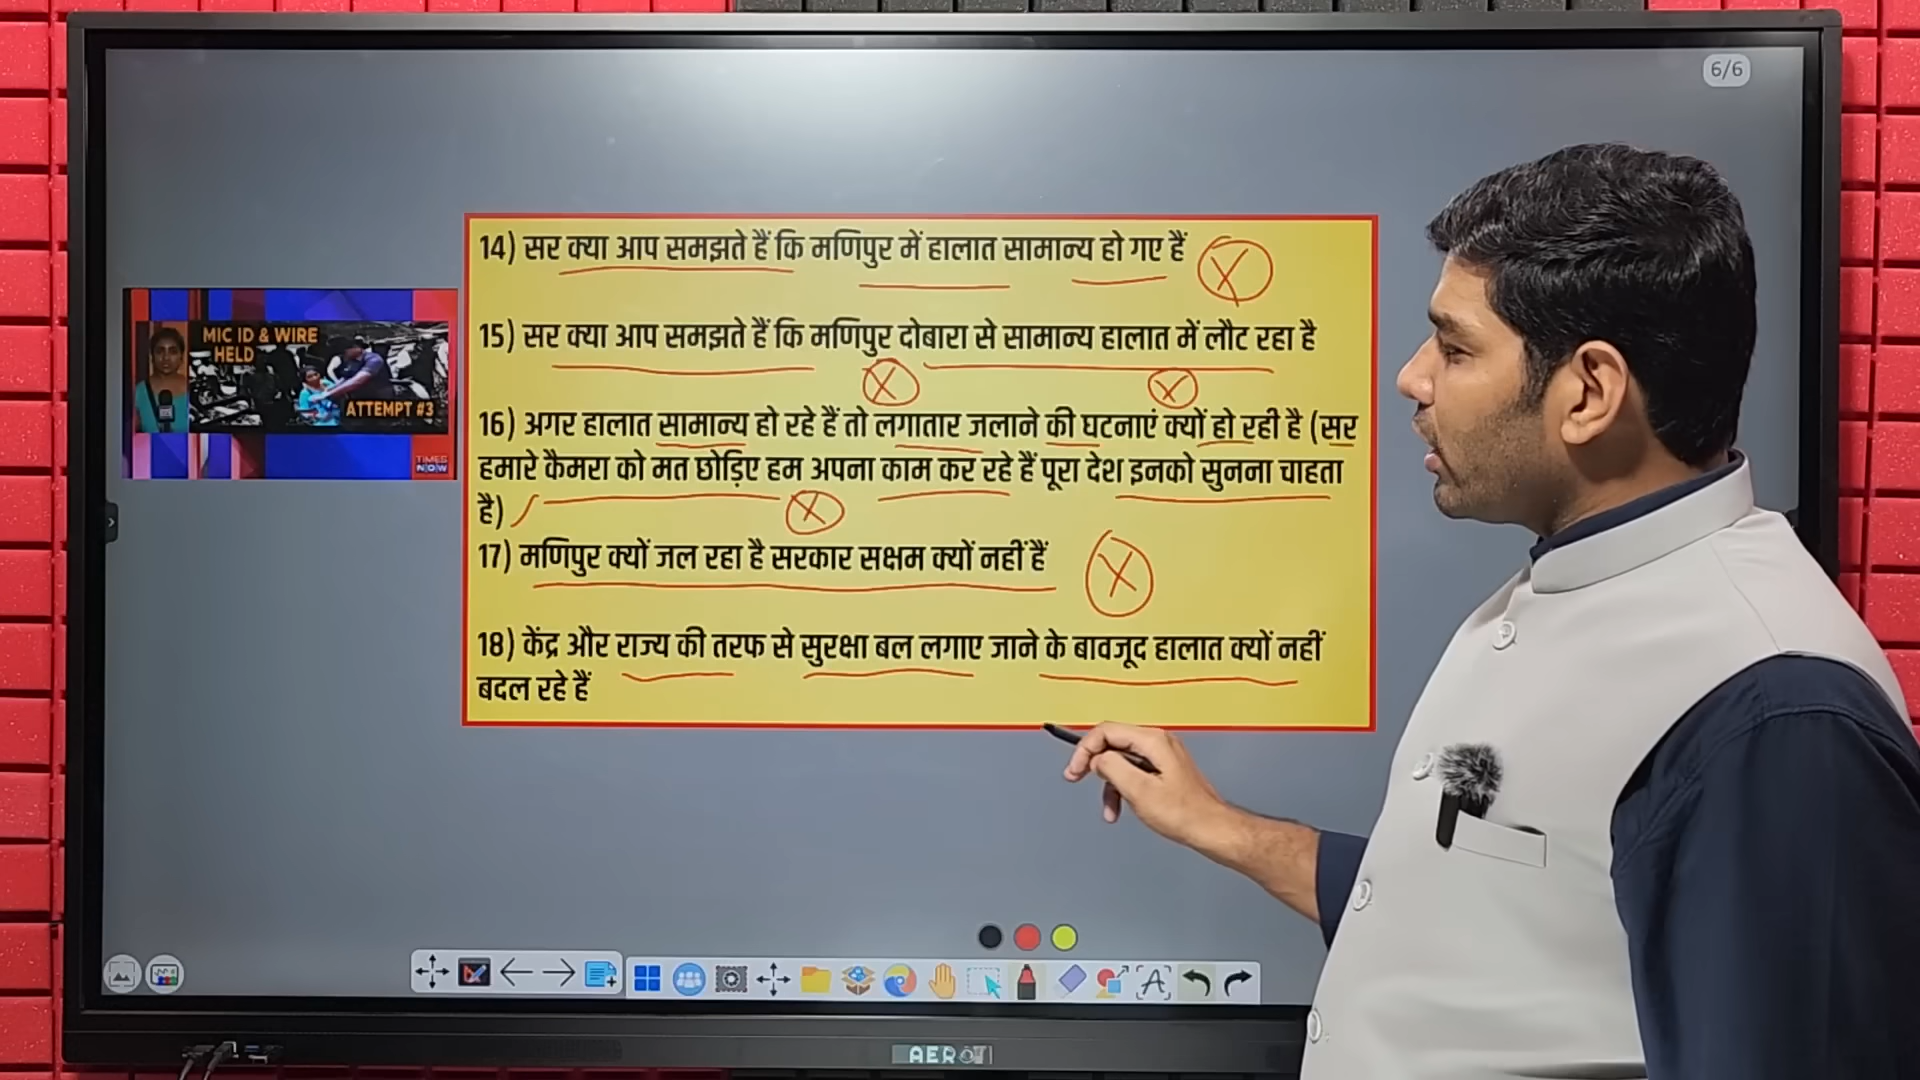 6/6
14) सर क्या आप समझते हैं कि मणिपुर में हालात सामान्य हो गए हैं
15) सर क्या आप समझते हैं कि मणिपुर दोबारा से सामान्य हालात में लौट रहा है
16) अगर हालात सामान्य हो रहे हैं तो लगातार जलाने की घटनाएं क्यों हो रही है (सर
हमारे कैमरा को मत छोड़िए हम अपना काम कर रहे हैं पूरा देश इनको सुनना चाहता
है)
17) मणिपुर क्यों जल रहा है सरकार सक्षम क्यों नहीं हैं
18) केंद्र और राज्य की तरफ से सुरक्षा बल लगाए जाने के बावजूद हालात क्यों नहीं
बदल रहे हैं
MIC ID & WIRE
HELD
ATTEMPT #3
TIMES
NOW